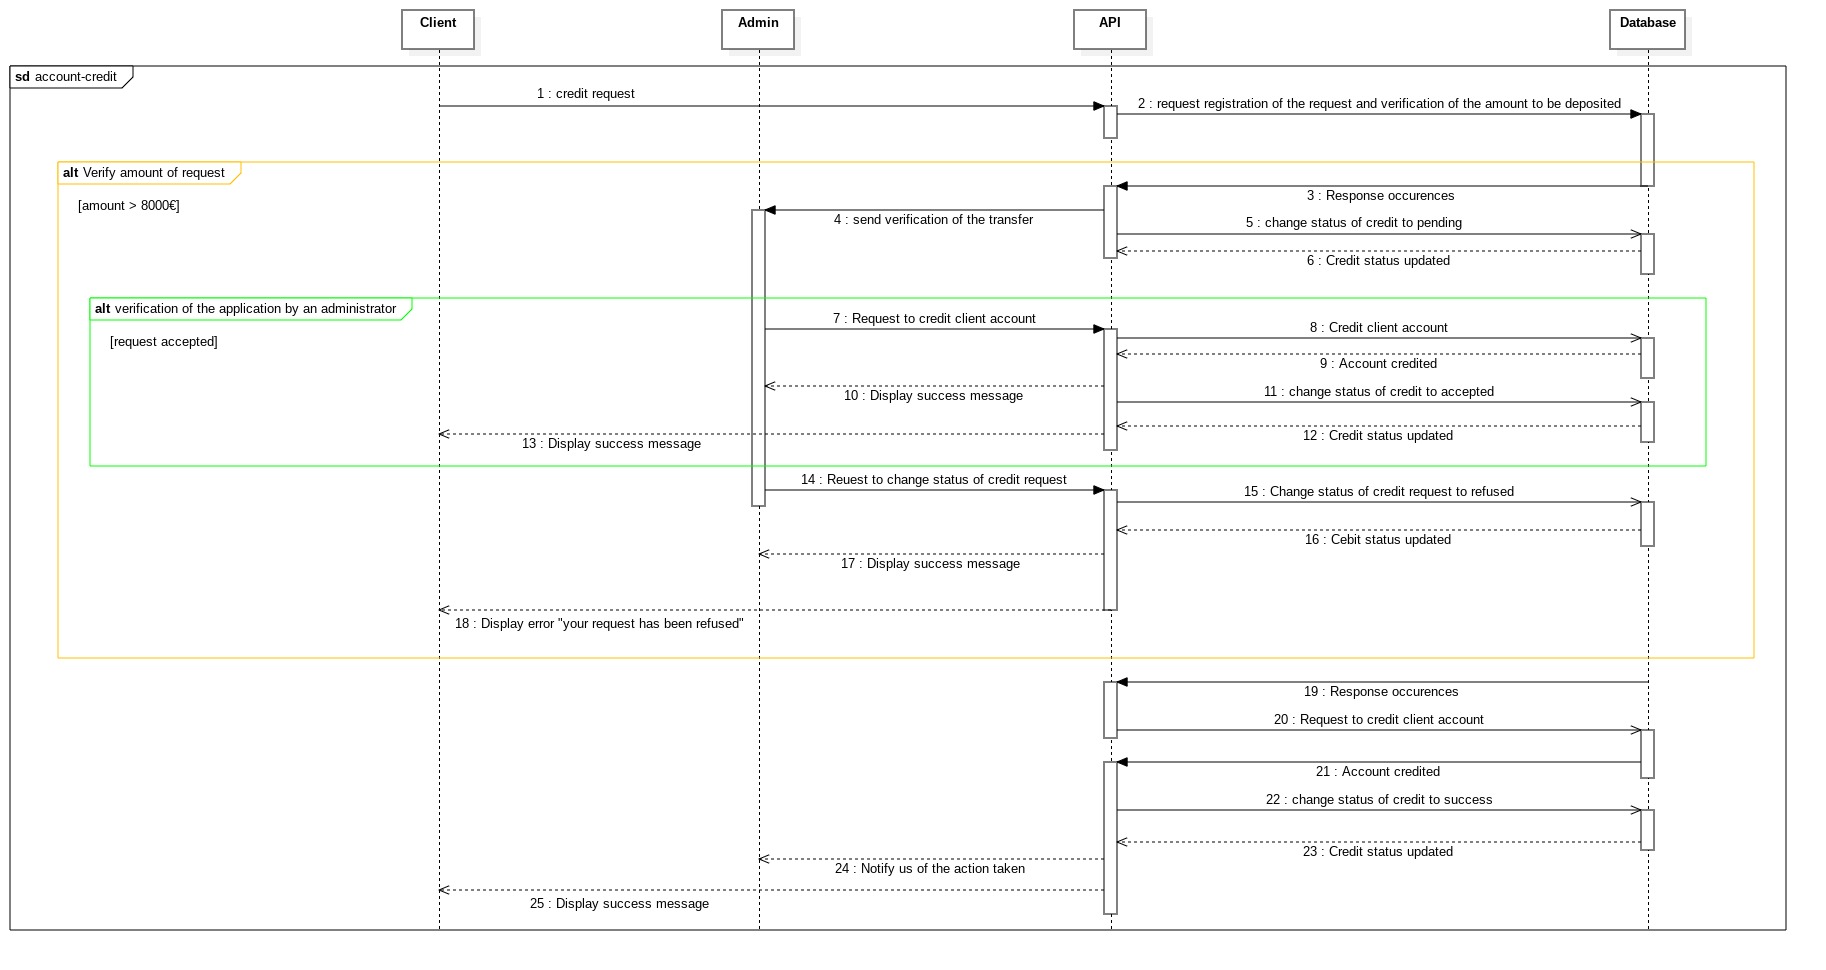 Client
Admin
API
Database
sd account-credit
1 : credit request
2 : request registration of the request and verification of the amount to be deposited
alt Verify amount of request
3 : Response occurences
[amount > 8000€]
4 : send verification of the transfer
5 : change status of credit to pending
6 : Credit status updated
alt verification of the application by an administrator
7 : Request to credit client account
8 : Credit client account
[request accepted]
9 : Account credited
10 : Display success message
11 : change status of credit to accepted
12 : Credit status updated
13 : Display success message
14 : Reuest to change status of credit request
15 : Change status of credit request to refused
16 : Cebit status updated
17 : Display success message
18 : Display error "your request has been refused"
19 : Response occurences
20 : Request to credit client account
21 : Account credited
22 : change status of credit to success
23 : Credit status updated
24 : Notify us of the action taken
25 : Display success message